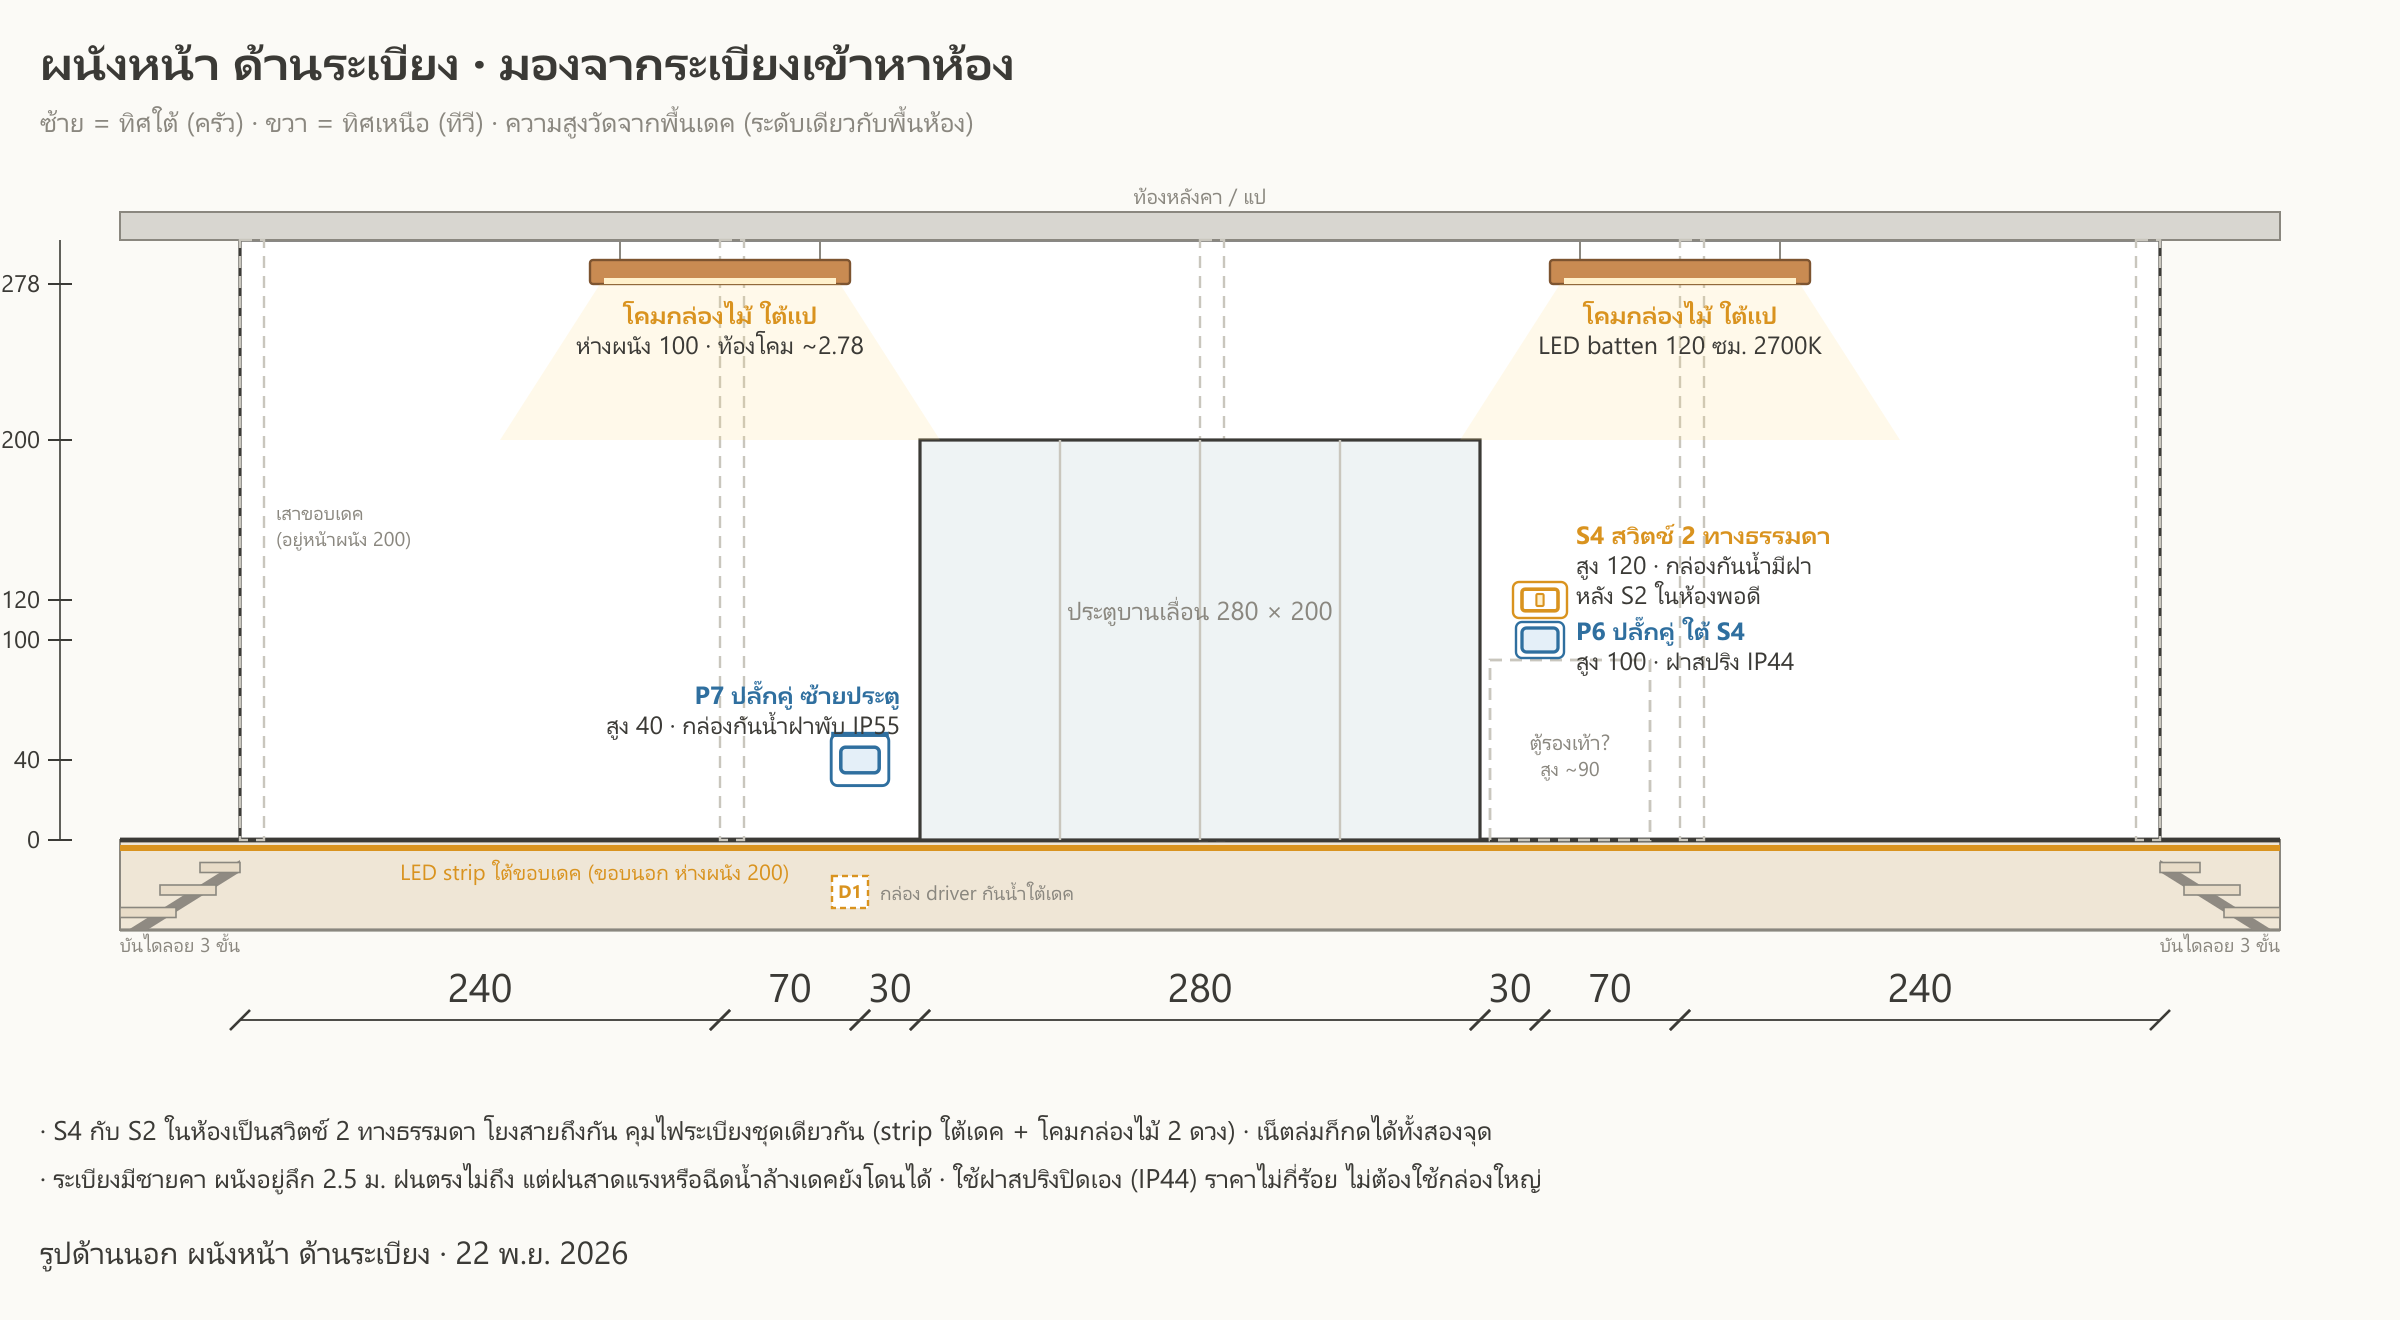 ผนังหน้า ด้านระเบียง · มองจากระเบียงเข้าหาห้อง
ซ้าย = ทิศใต้ (ครัว) · ขวา = ทิศเหนือ (ทีวี) · ความสูงวัดจากพื้นเดค (ระดับเดียวกับพื้นห้อง)
ท้องหลังคา / แป
278
โคมกล่องไม้ ใต้แป
ห่างผนัง 100 · ท้องโคม ~2.78
โคมกล่องไม้ ใต้แป
LED batten 120 ซม. 2700K
200
เสาขอบเดค
(อยู่หน้าผนัง 200)
S4 สวิตช์ 2 ทางธรรมดา
สูง 120 · กล่องกันน้ำมีฝา
หลัง S2 ในห้องพอดี
120
ประตูบานเลื่อน 280 × 200
100
P6 ปลั๊กคู่ ใต้ S4
สูง 100 · ฝาสปริง IP44
P7 ปลั๊กคู่ ซ้ายประตู
สูง 40 · กล่องกันน้ำฝาพับ IP55
ตู้รองเท้า?
สูง ~90
40
0
LED strip ใต้ขอบเดค (ขอบนอก ห่างผนัง 200)
D1
กล่อง driver กันน้ำใต้เดค
บันไดลอย 3 ขั้น
บันไดลอย 3 ขั้น
240 70 30 280 30 70 240
· S4 กับ S2 ในห้องเป็นสวิตช์ 2 ทางธรรมดา โยงสายถึงกัน คุมไฟระเบียงชุดเดียวกัน (strip ใต้เดค + โคมกล่องไม้ 2 ดวง) · เน็ตล่มก็กดได้ทั้งสองจุด
· ระเบียงมีชายคา ผนังอยู่ลึก 2.5 ม. ฝนตรงไม่ถึง แต่ฝนสาดแรงหรือฉีดน้ำล้างเดคยังโดนได้ · ใช้ฝาสปริงปิดเอง (IP44) ราคาไม่กี่ร้อย ไม่ต้องใช้กล่องใหญ่
รูปด้านนอก ผนังหน้า ด้านระเบียง · 22 พ.ย. 2026